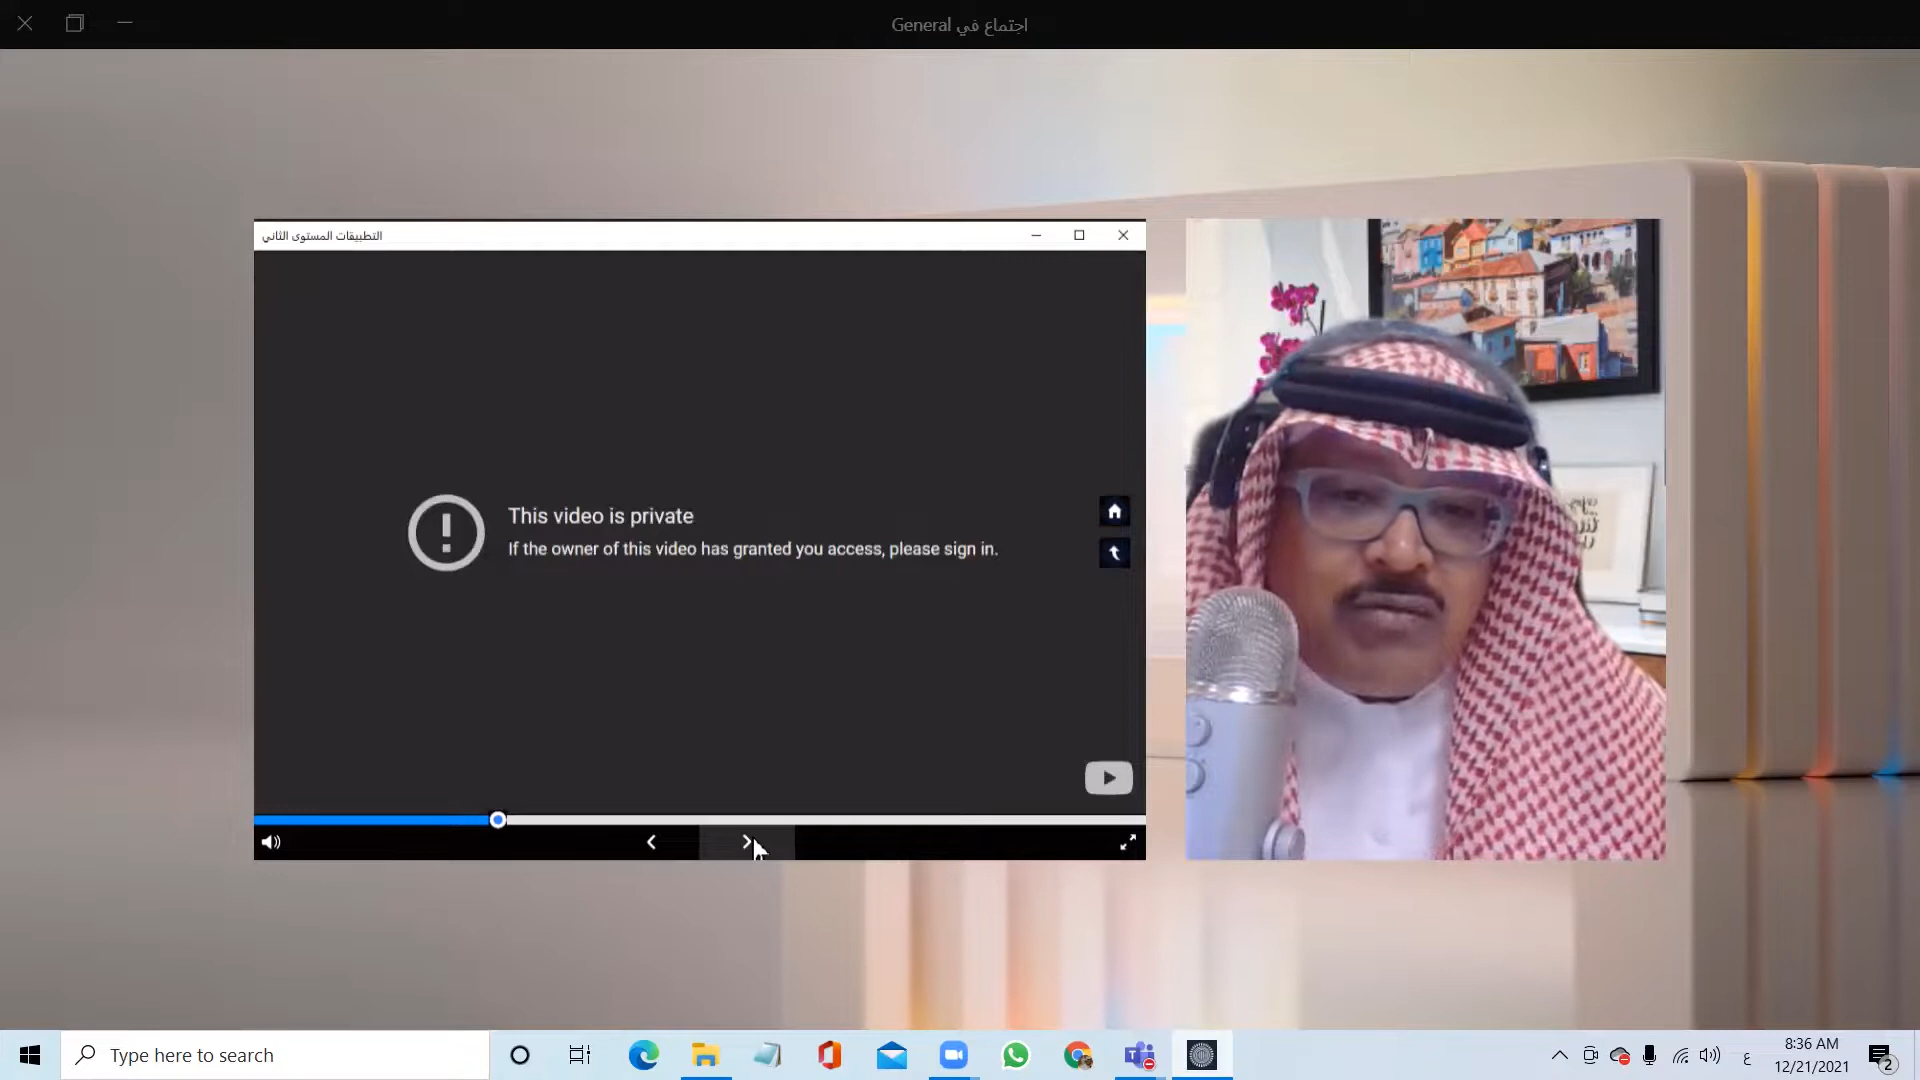 اجتماع في General
التطبيقات المستوى الثاني
This video is private
If the owner of this video has granted you access, please sign in.
Type here to search
ع
8:36 AM
12/21/2021
2